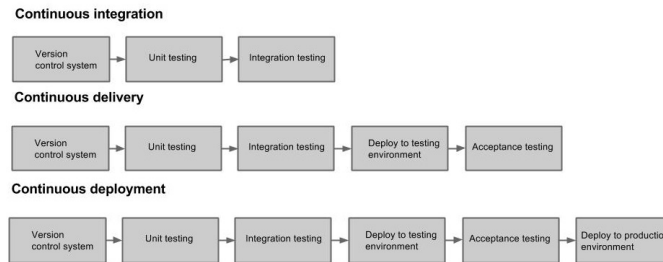 Continuous integration
Version
control system
Unit testing
Integration testing
Continuous delivery
Version
control system
Unit testing
Integration testing
Deploy to testing
environment
Acceptance testing
Continuous deployment
Version
control system
Unit testing
Integration testing
Deploy to testing
environment
Acceptance testing
Deploy to productio
environment